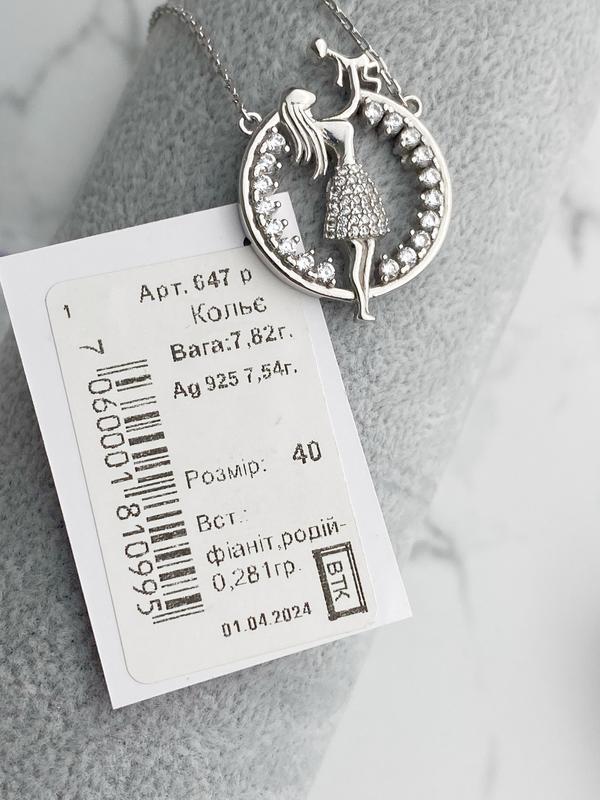 1
Арт. 647 р
Кольє
Вага:7,82г.
Ag 925 7,54г.
Розмір: 40
Вст.:
фіаніт,родій-
0,281гр.
ВТК
01.04.2024
7 060001 810995